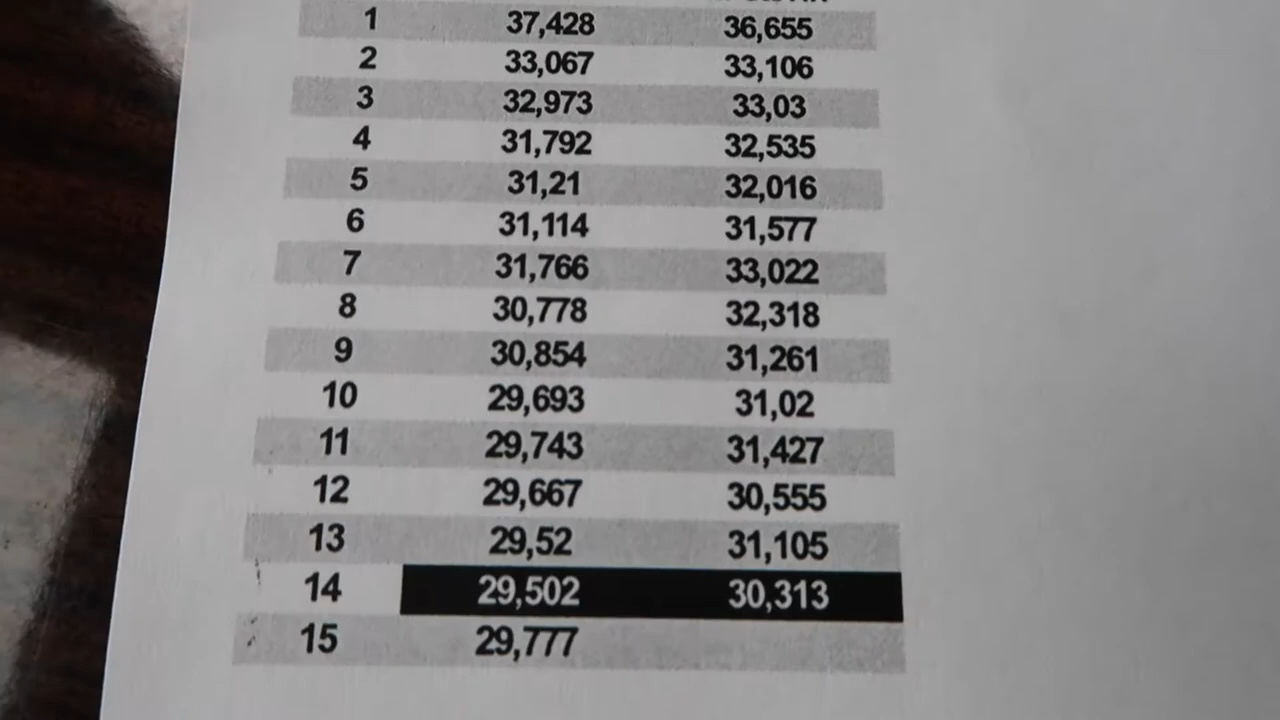 1 37,428 36,655
2 33,067 33,106
3 32,973 33,03
4 31,792 32,535
5 31,21 32,016
6 31,114 31,577
7 31,766 33,022
8 30,778 32,318
9 30,854 31,261
10 29,693 31,02
11 29,743 31,427
12 29,667 30,555
13 29,52 31,105
14 29,502 30,313
15 29,777